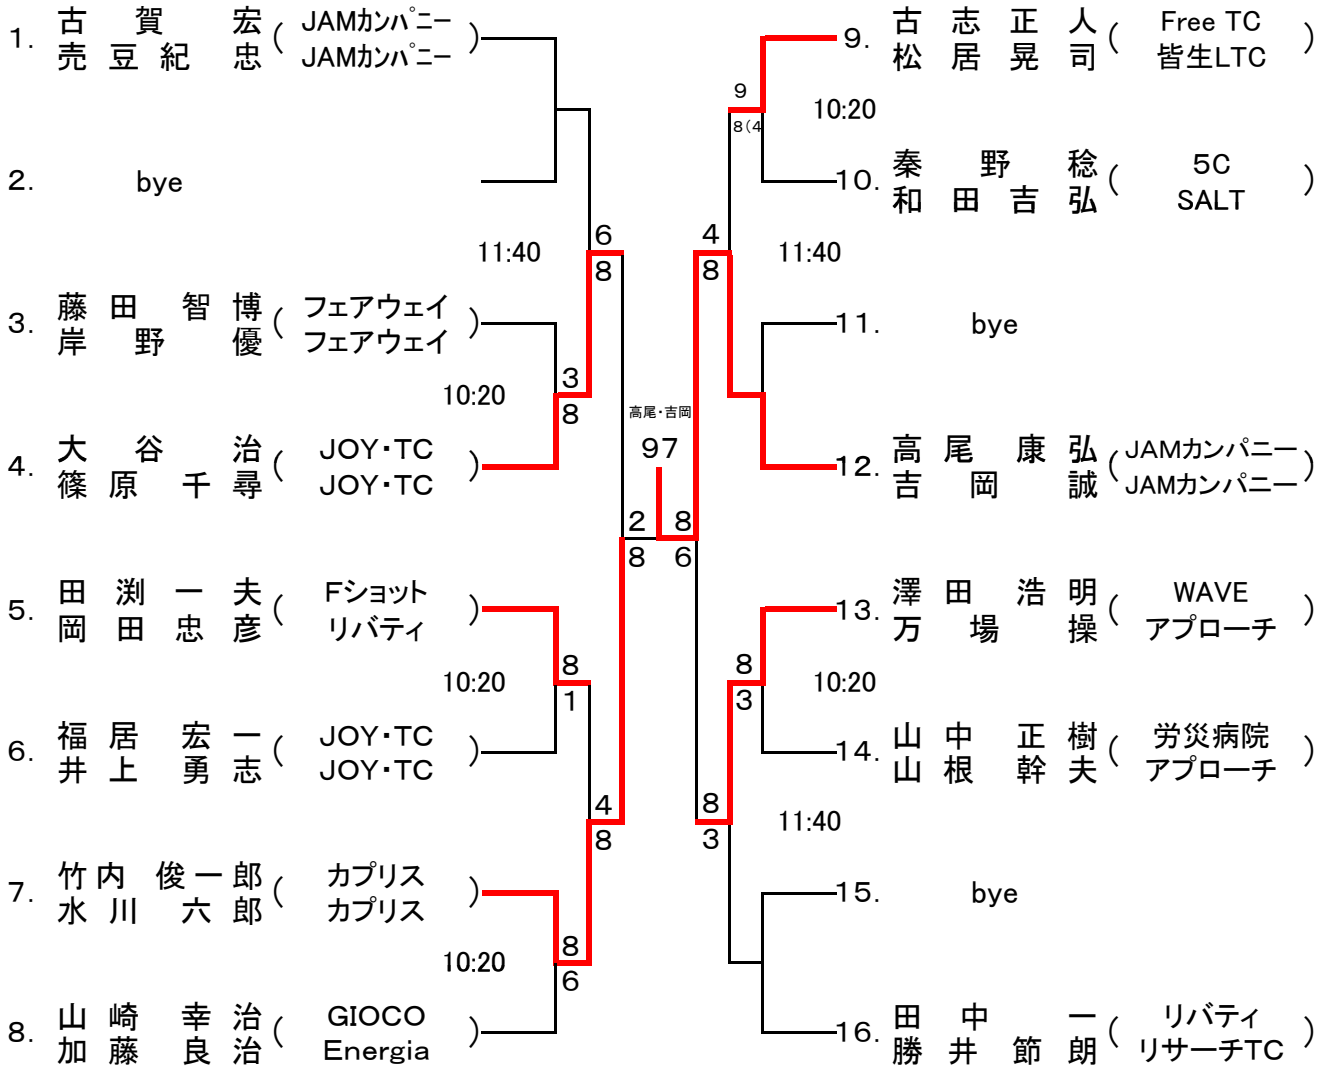 1. 古賀宏 ( JAMカンパニー )
売豆紀忠 JAMカンパニー
2. bye
11:40
6
8
3. 藤田智博 ( フェアウェイ )
岸野優 フェアウェイ
10:20
3
8
4. 大谷治 ( JOY・TC )
篠原千尋 JOY・TC
2
8
5. 田渕一夫 ( Fショット )
岡田忠彦 リバティ
10:20
8
1
6. 福居宏一 ( JOY・TC )
井上勇志 JOY・TC
4
8
7. 竹内俊一郎 ( カプリス )
水川六郎 カプリス
10:20
8
6
8. 山崎幸治 ( GIOCO )
加藤良治 Energia
高尾・吉岡
97
9. 古志正人 ( Free TC )
松居晃司 皆生LTC
9
8(4
10:20
10. 秦野稔 ( 5C )
和田吉弘 SALT
4
8
11:40
11. bye
12. 高尾康弘 ( JAMカンパニー )
吉岡誠 JAMカンパニー
8
6
13. 澤田浩明 ( WAVE )
万場操 アプローチ
8
3
10:20
14. 山中正樹 ( 労災病院 )
山根幹夫 アプローチ
8
3
11:40
15. bye
16. 田中一 ( リバティ )
勝井節朗 リサーチTC